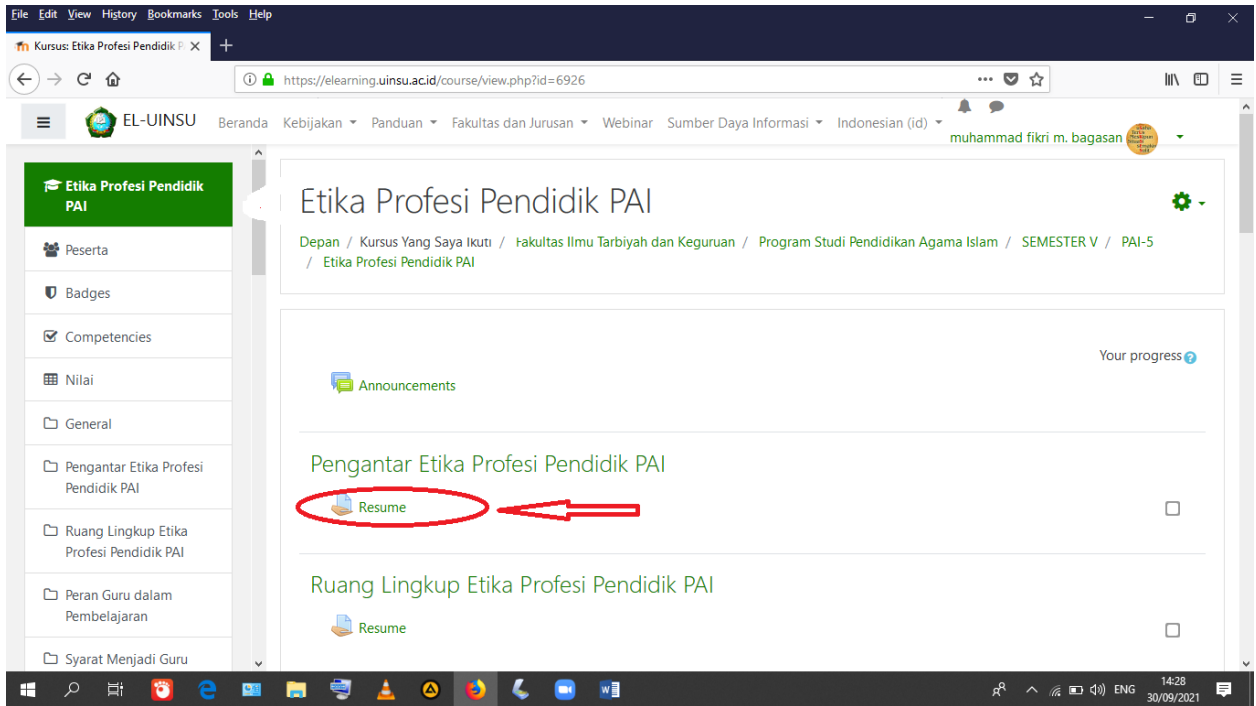 File Edit View History Bookmarks Tools Help
Kursus: Etika Profesi Pendidik P
https://elearning.uinsu.ac.id/course/view.php?id=6926
EL-UINSU Beranda Kebijakan Panduan Fakultas dan Jurusan Webinar Sumber Daya Informasi Indonesian (id)
muhammad fikri m. bagasan
Etika Profesi Pendidik
PAI
Peserta
Badges
Competencies
Nilai
General
Pengantar Etika Profesi
Pendidik PAI
Ruang Lingkup Etika
Profesi Pendidik PAI
Peran Guru dalam
Pembelajaran
Syarat Menjadi Guru
Etika Profesi Pendidik PAI
Depan / Kursus Yang Saya Ikuti / Fakultas Ilmu Tarbiyah dan Keguruan / Program Studi Pendidikan Agama Islam / SEMESTER V / PAI-5
/ Etika Profesi Pendidik PAI
Your progress
Announcements
Pengantar Etika Profesi Pendidik PAI
Resume
Ruang Lingkup Etika Profesi Pendidik PAI
Resume
ENG
14:28
30/09/2021